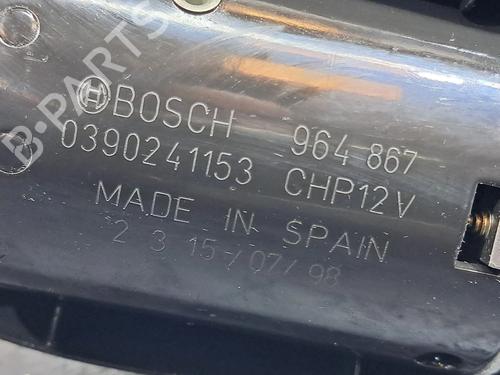 B-PARTS
BOSCH 964 867
0390241153 CHP12V
MADE IN SPAIN
2 3 15/07/98